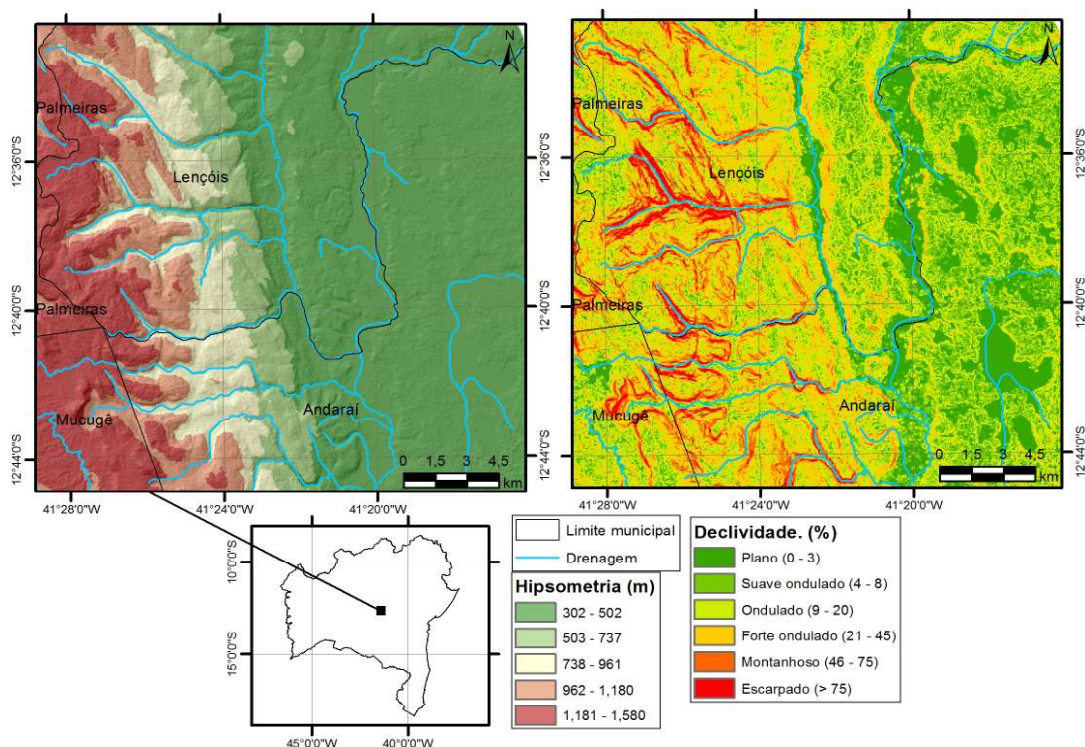 N
N
Palmeiras
Palmeiras
Lençóis
Lençóis
Palmeiras
Palmeiras
Mucugê
Mucugê
Andaraí
Andaraí
12°36'0"S
12°40'0"S
12°44'0"S
12°36'0"S
12°40'0"S
12°44'0"S
0 1,5 3 4,5
km
0 1,5 3 4,5
km
41°28'0"W 41°24'0"W 41°20'0"W
41°28'0"W 41°24'0"W 41°20'0"W
10°0'0"S
15°0'0"S
45°0'0"W 40°0'0"W
Limite municipal
Drenagem
Hipsometria (m)
302 - 502
503 - 737
738 - 961
962 - 1,180
1,181 - 1,580
Declividade. (%)
Plano (0 - 3)
Suave ondulado (4 - 8)
Ondulado (9 - 20)
Forte ondulado (21 - 45)
Montanhoso (46 - 75)
Escarpado (> 75)